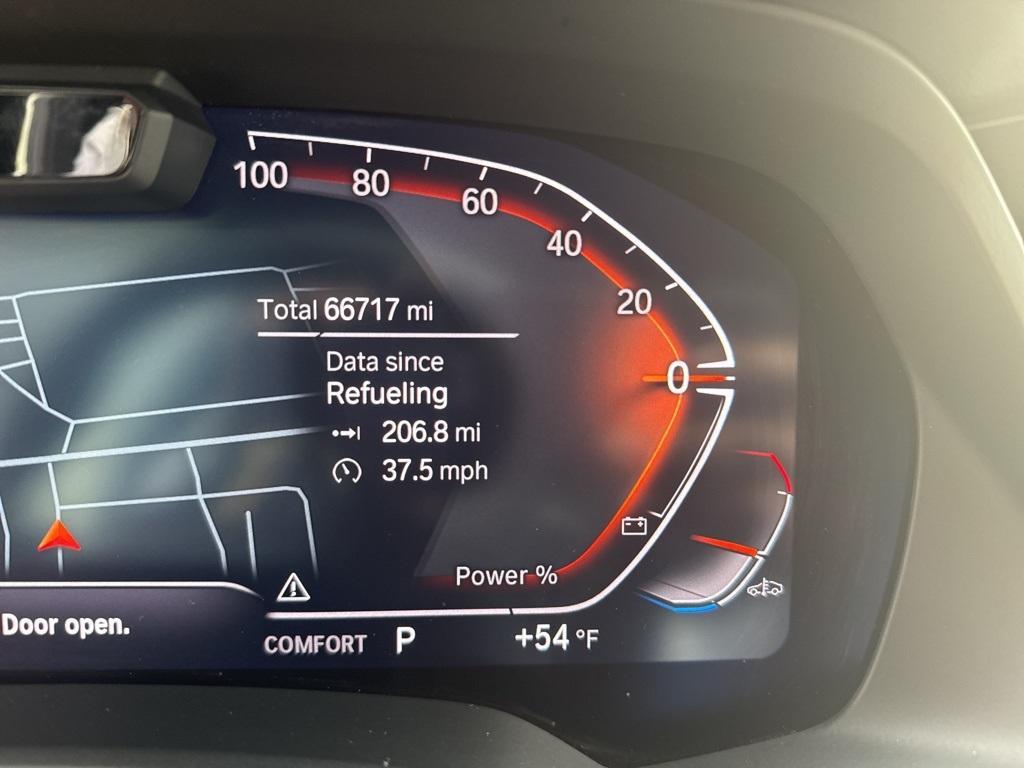 100
80
60
40
20
0
Total 66717 mi
Data since
Refueling
206.8 mi
37.5 mph
Power %
Door open.
COMFORT P +54 °F